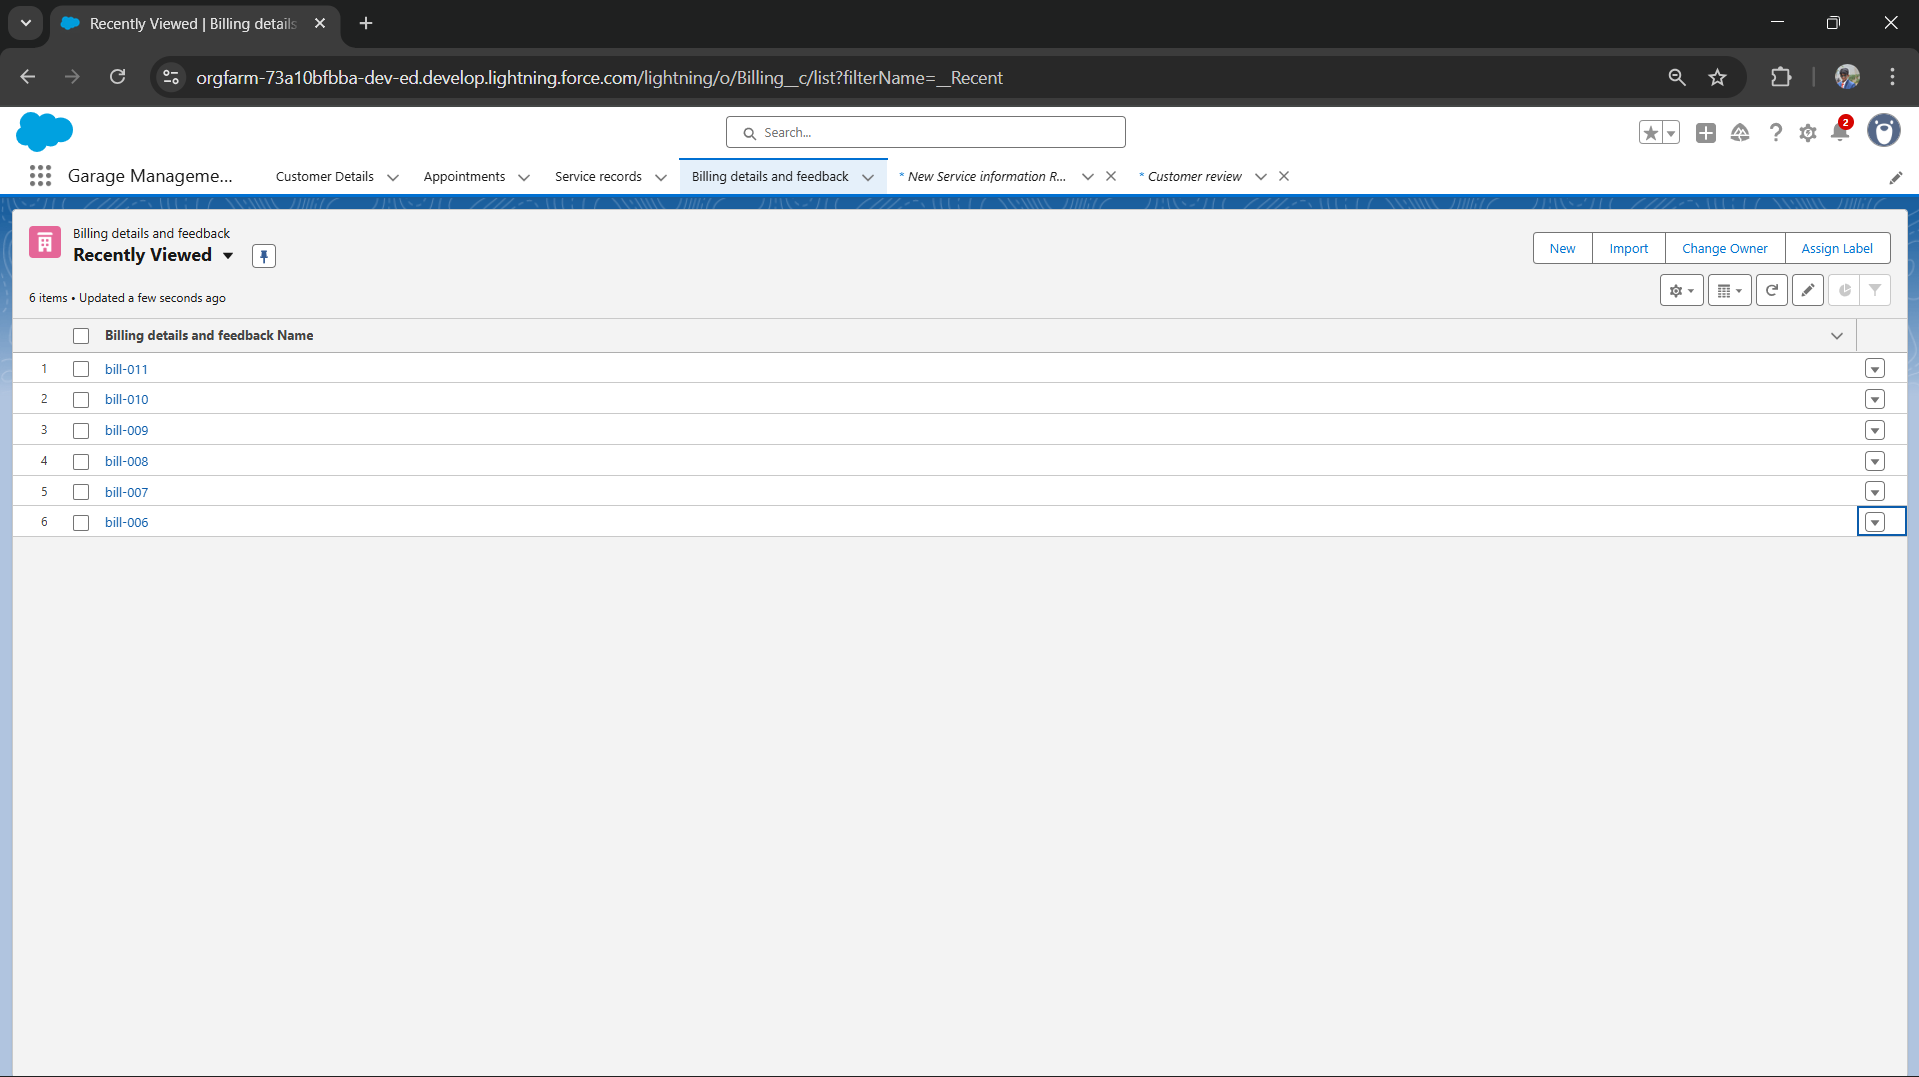 Recently Viewed | Billing details
orgfarm-73a10bfbba-dev-ed.develop.lightning.force.com/lightning/o/Billing__c/list?filterName=__Recent
Search...
2
Garage Manageme...
Customer Details
Appointments
Service records
Billing details and feedback
* New Service information R...
* Customer review
Billing details and feedback
Recently Viewed
New
Import
Change Owner
Assign Label
6 items • Updated a few seconds ago
Billing details and feedback Name
1 bill-011
2 bill-010
3 bill-009
4 bill-008
5 bill-007
6 bill-006